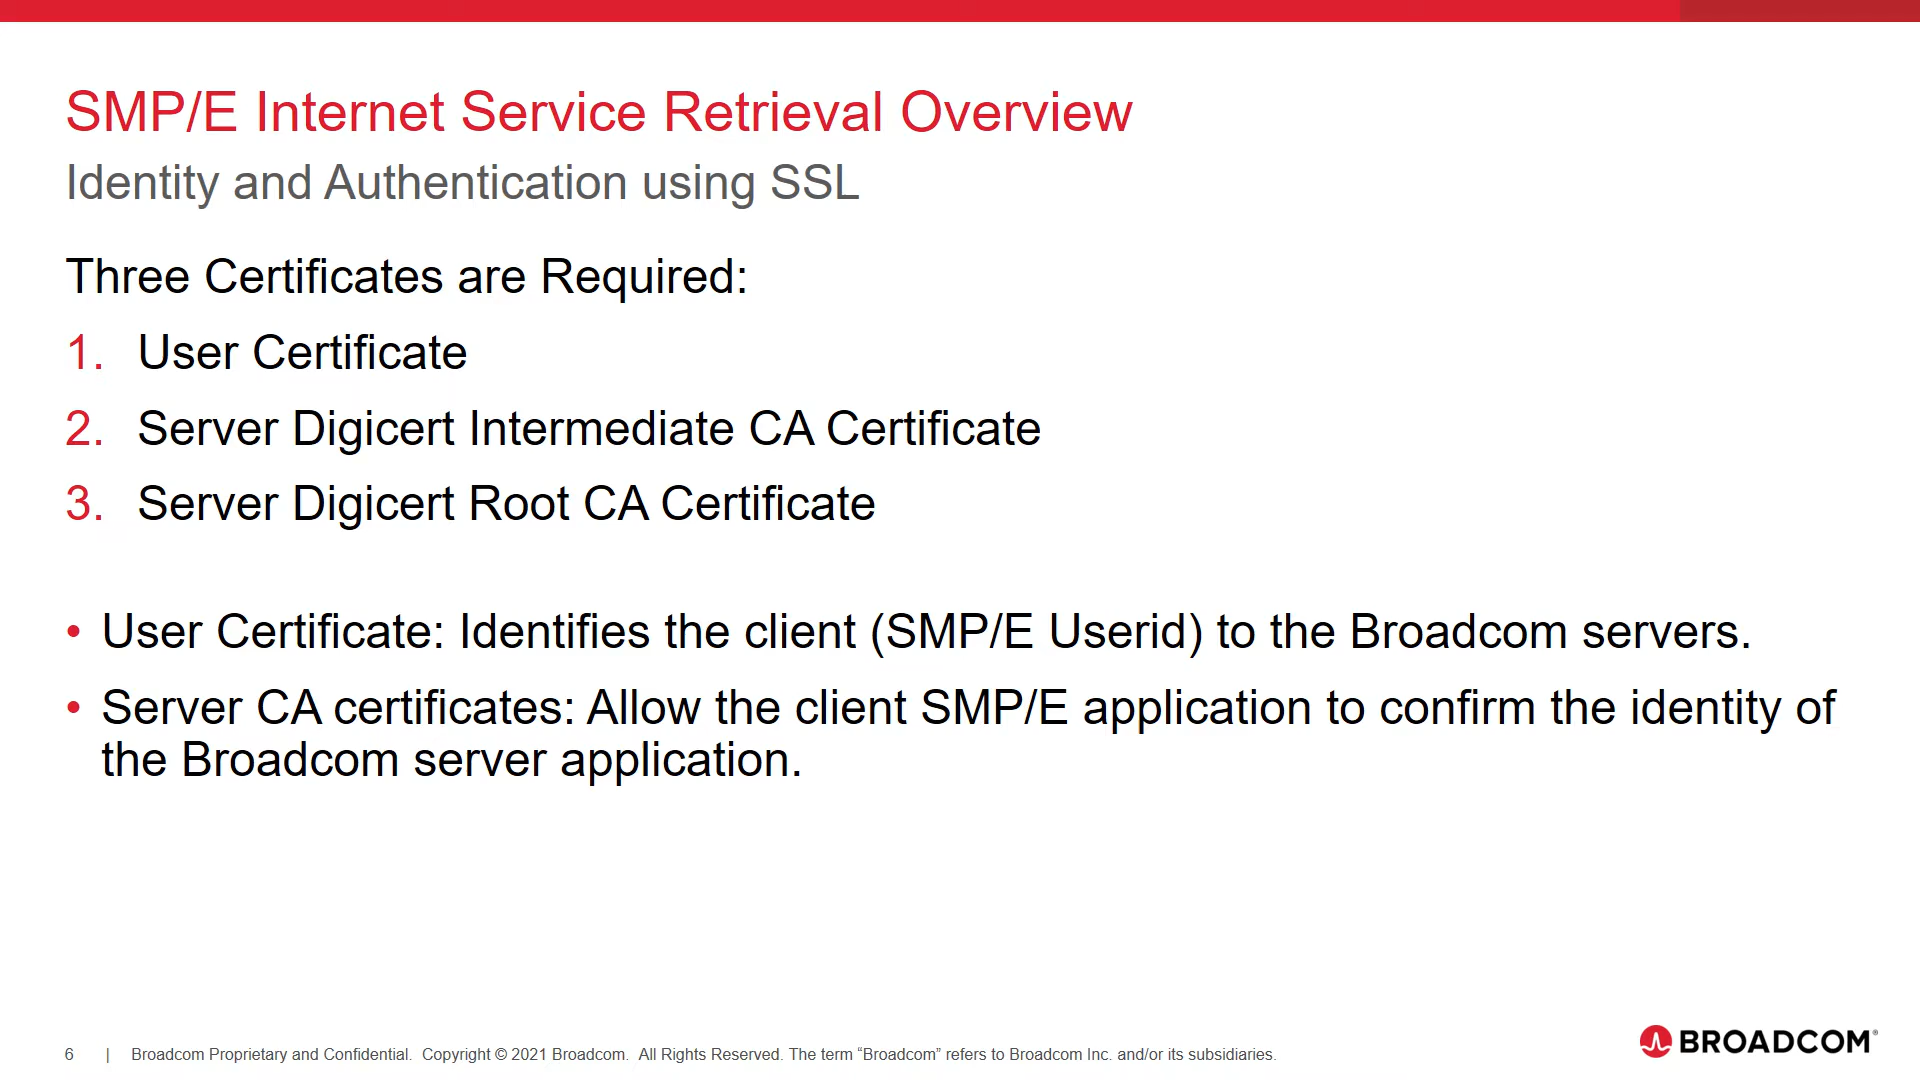 SMP/E Internet Service Retrieval Overview
Identity and Authentication using SSL
Three Certificates are Required:
1. User Certificate
2. Server Digicert Intermediate CA Certificate
3. Server Digicert Root CA Certificate
• User Certificate: Identifies the client (SMP/E Userid) to the Broadcom servers.
• Server CA certificates: Allow the client SMP/E application to confirm the identity of
the Broadcom server application.
6 | Broadcom Proprietary and Confidential. Copyright © 2021 Broadcom. All Rights Reserved. The term “Broadcom” refers to Broadcom Inc. and/or its subsidiaries.
BROADCOM®